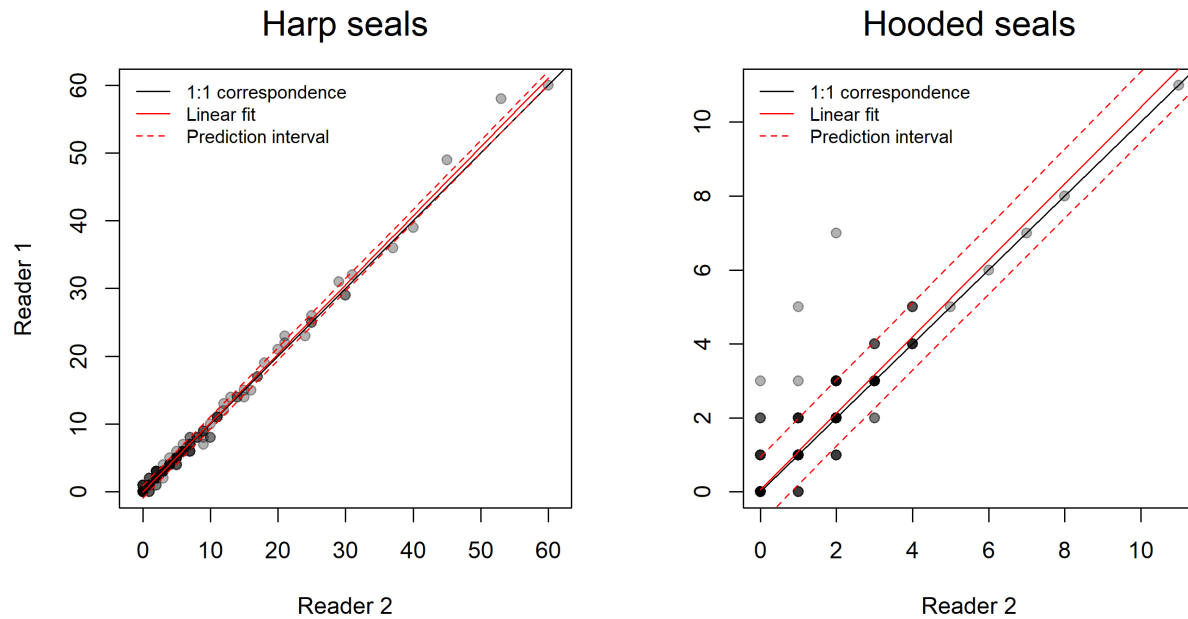 Harp seals
1:1 correspondence
Linear fit
Prediction interval
Reader 1
60
50
40
30
20
10
0
0 10 20 30 40 50 60
Reader 2
Hooded seals
1:1 correspondence
Linear fit
Prediction interval
10
8
6
4
2
0
0 2 4 6 8 10
Reader 2